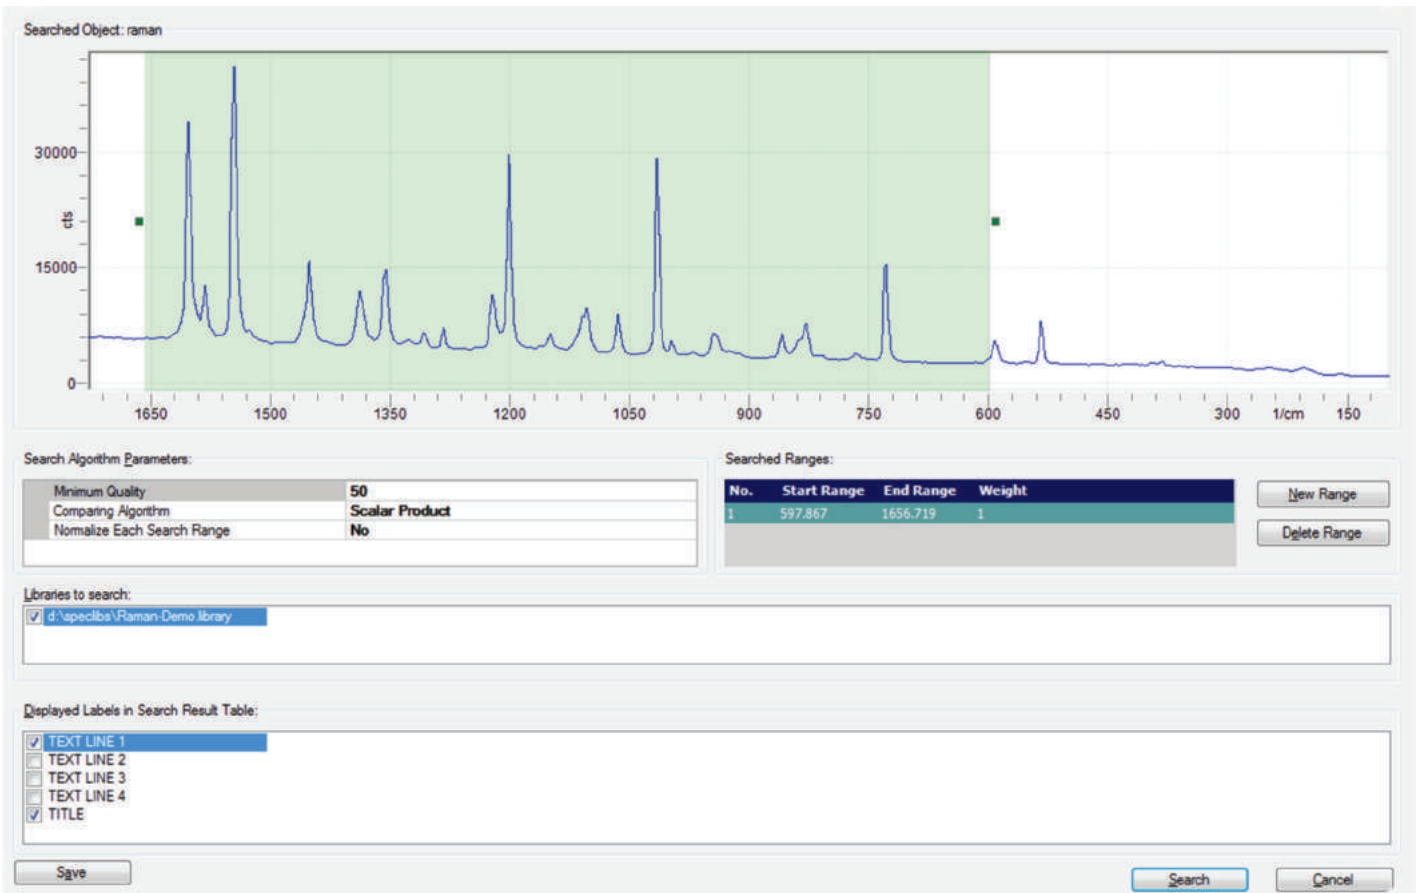 Searched Object: raman
30000
cts
15000
0
1650 1500 1350 1200 1050 900 750 600 450 300 1/cm 150
Search Algorithm Parameters:
Minimum Quality 50
Comparing Algorithm Scalar Product
Normalize Each Search Range No
Searched Ranges:
No. Start Range End Range Weight
1 597.867 1656.719 1
New Range
Delete Range
Libraries to search:
d:\speclibs\Raman-Demo.library
Displayed Labels in Search Result Table:
TEXT LINE 1
TEXT LINE 2
TEXT LINE 3
TEXT LINE 4
TITLE
Save
Search
Cancel